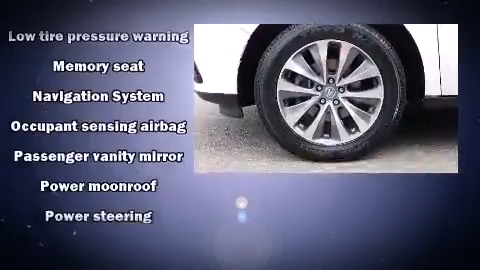 Low tire pressure warning
Memory seat
Navigation System
Occupant sensing airbag
Passenger vanity mirror
Power moonroof
Power steering